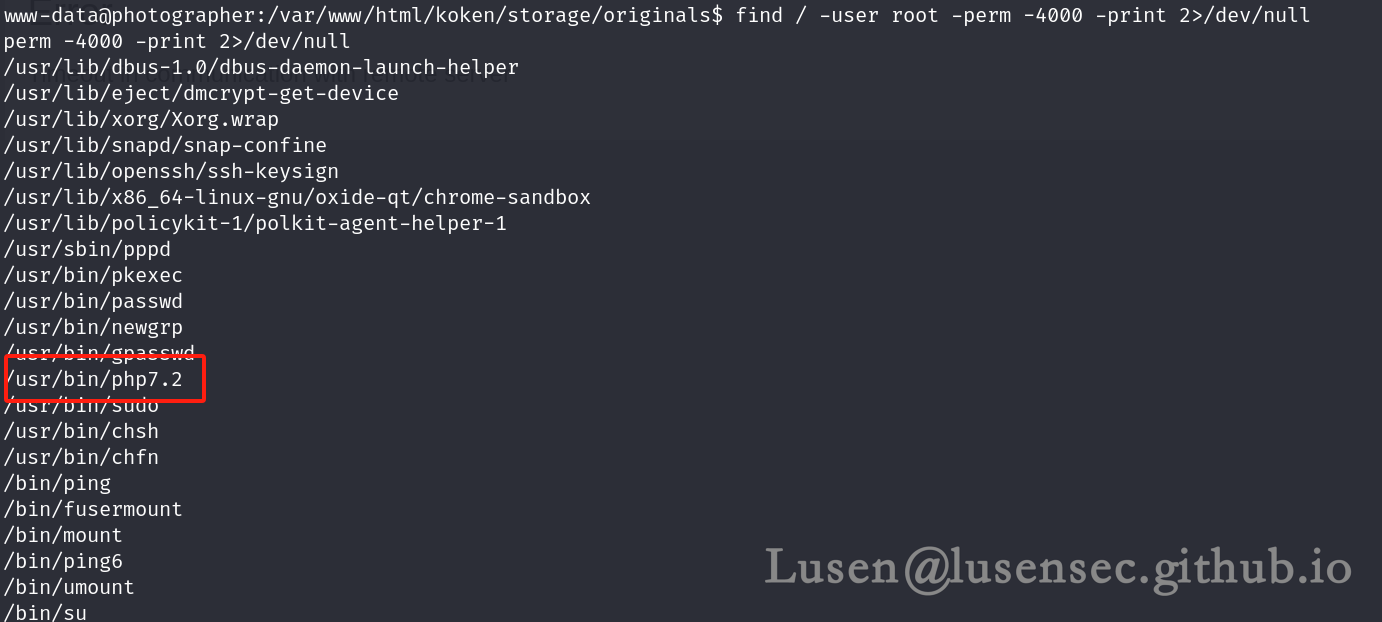 www-data@photographer:/var/www/html/koken/storage/originals$ find / -user root -perm -4000 -print 2>/dev/null
perm -4000 -print 2>/dev/null
/usr/lib/dbus-1.0/dbus-daemon-launch-helper
/usr/lib/eject/dmcrypt-get-device
/usr/lib/xorg/Xorg.wrap
/usr/lib/snapd/snap-confine
/usr/lib/openssh/ssh-keysign
/usr/lib/x86_64-linux-gnu/oxide-qt/chrome-sandbox
/usr/lib/policykit-1/polkit-agent-helper-1
/usr/sbin/pppd
/usr/bin/pkexec
/usr/bin/passwd
/usr/bin/newgrp
/usr/bin/gpasswd
/usr/bin/php7.2
/usr/bin/sudo
/usr/bin/chsh
/usr/bin/chfn
/bin/ping
/bin/fusermount
/bin/mount
/bin/ping6
/bin/umount
/bin/su
Lusen@lusensec.github.io